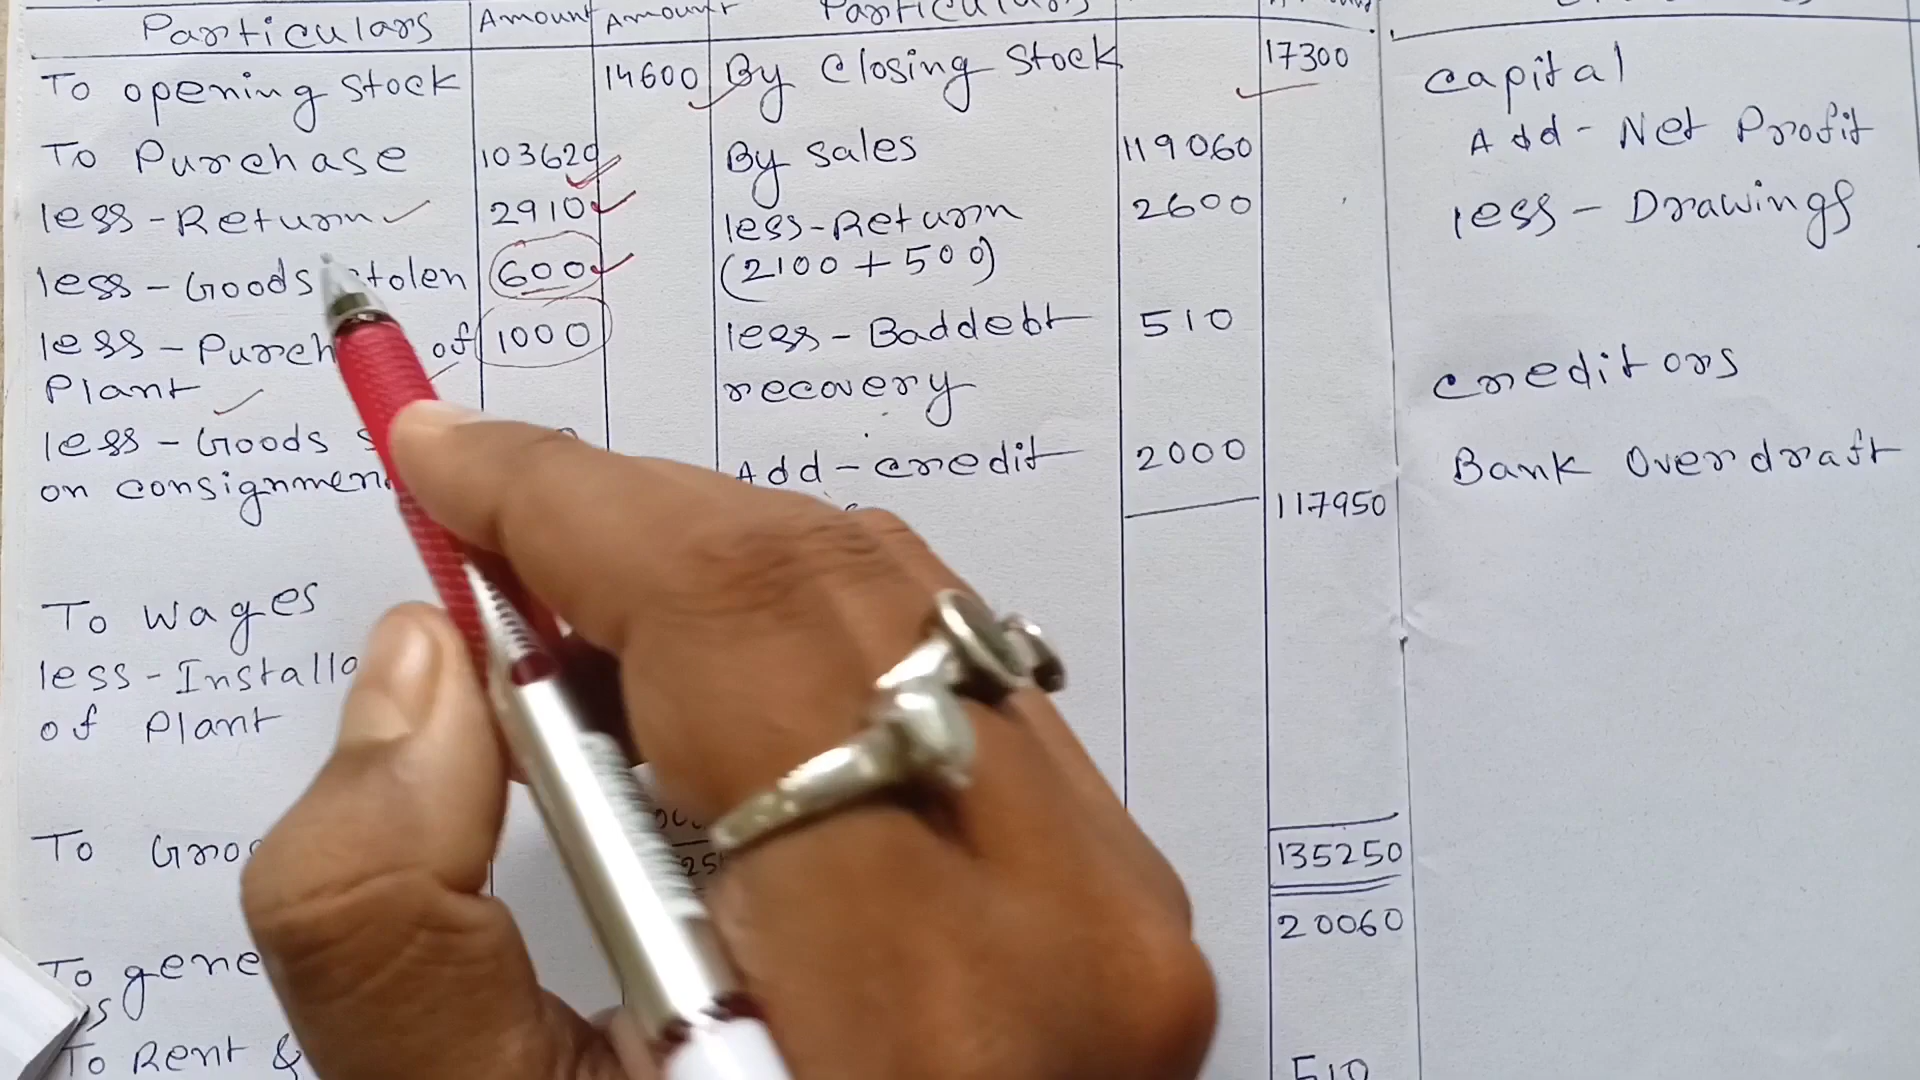 Particulars Amount Amount Particulars
To opening stock 14600 By Closing Stock 17300
To Purchase 103620 By sales 119060
less-Return 2910 less-Return 2600
(2100 + 500)
less-Goods stolen 600
less-Purch of 1000 less-Baddebt 510
Plant recovery
less-Goods
on consignmen Add-credit 2000
117950
To Wages
less-Installa
of Plant
To Gro 135250
20060
To gene
To Rent & 510
Capital
Add-Net Profit
less-Drawings
creditors
Bank Overdraft